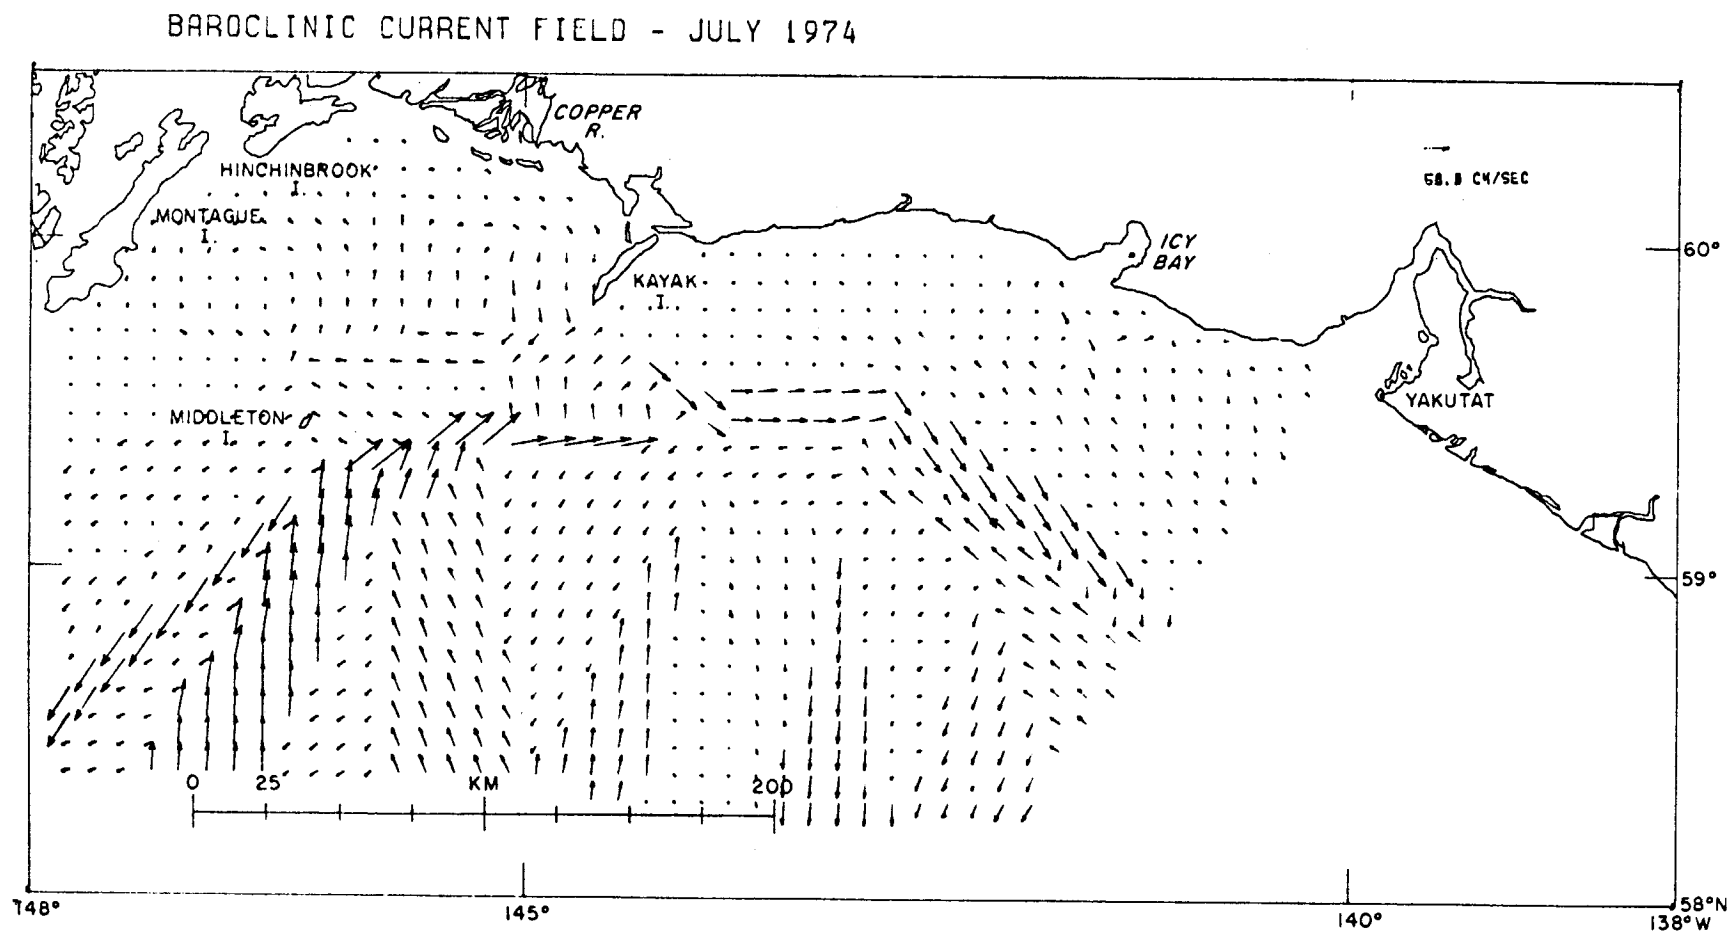 BAROCLINIC CURRENT FIELD - JULY 1974
COPPER
R.
HINCHINBROOK
I.
MONTAGUE
I.
KAYAK
I.
ICY
BAY
CM/SEC
60°
MIDDLETON
I.
YAKUTAT
59°
0 25 KM 200
148° 145° 140° 138°W
58°N